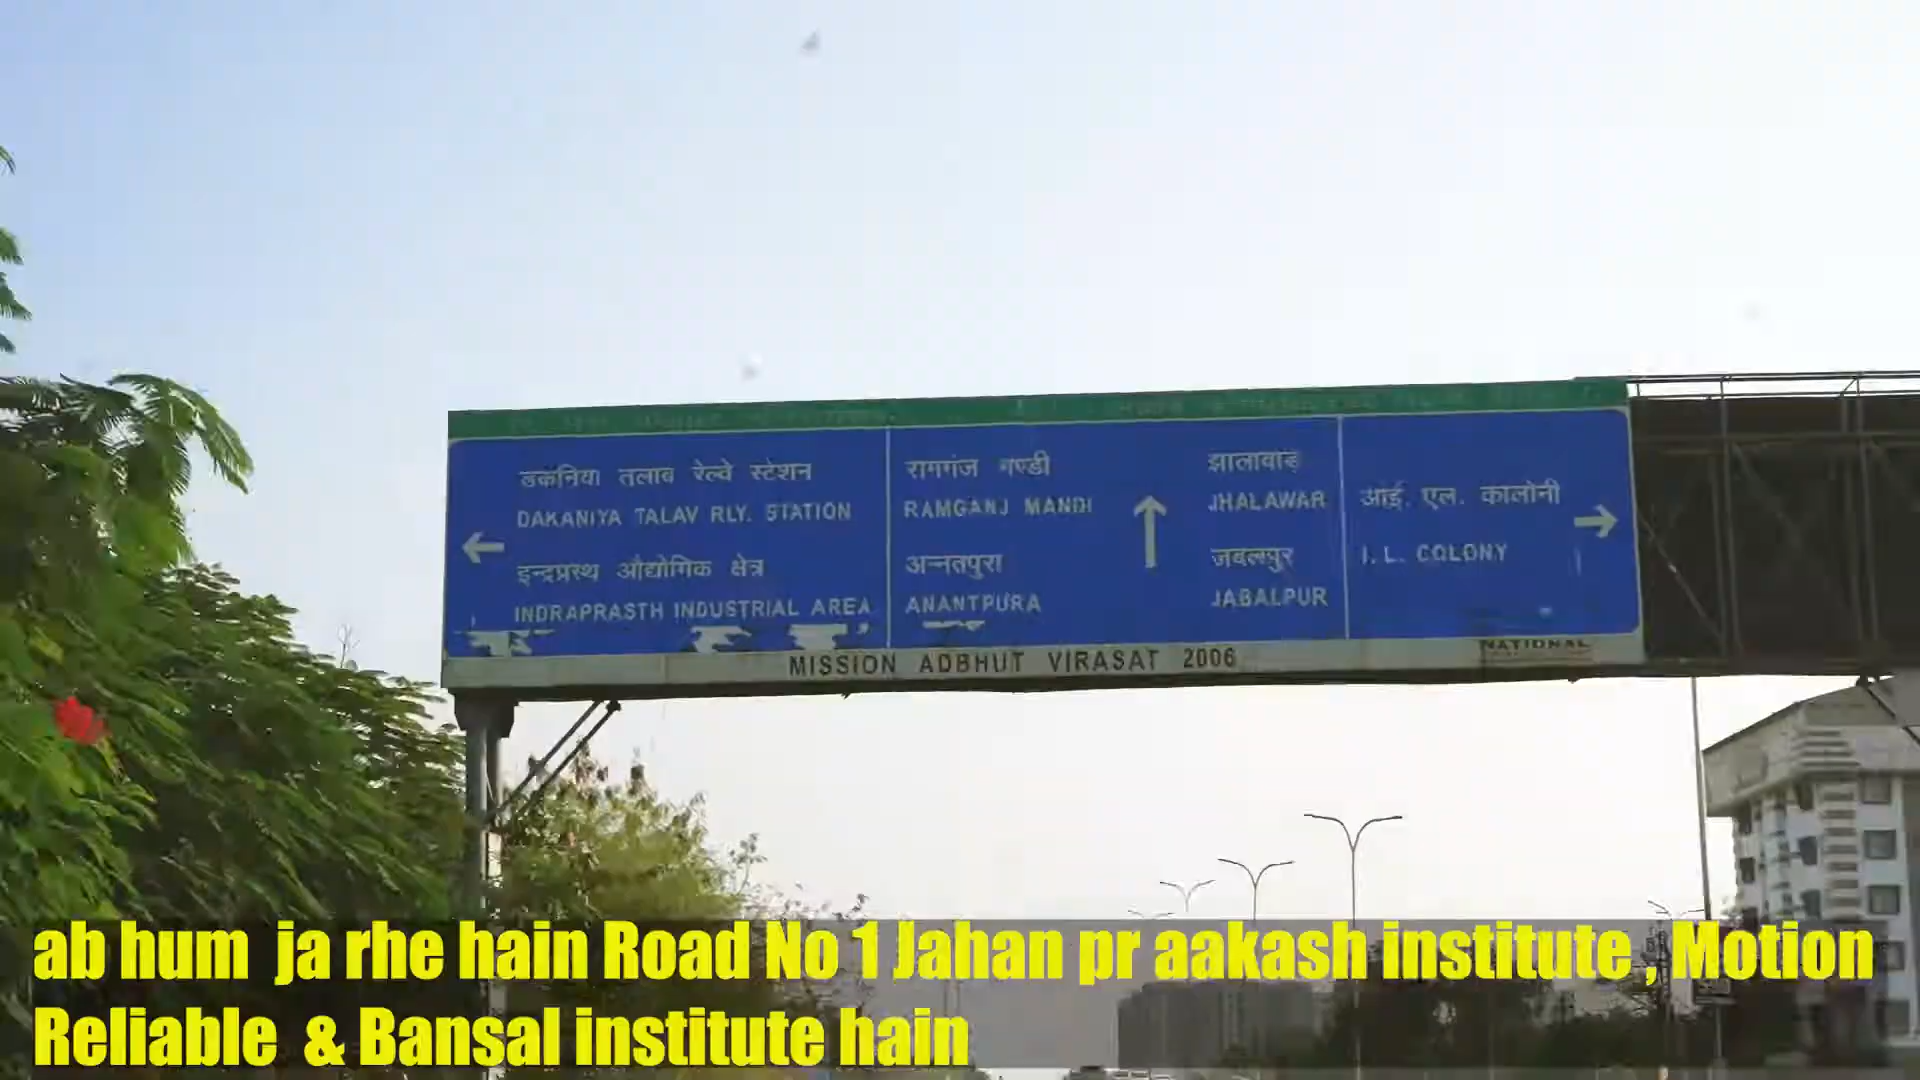 डकनिया तलाब रेल्वे स्टेशन
DAKANIYA TALAV RLY. STATION
इन्द्रप्रस्थ औद्योगिक क्षेत्र
INDRAPRASTH INDUSTRIAL AREA
रामगंज मण्डी
RAMGANJ MANDI
अनन्तपुरा
ANANTPURA
झालावाड़
JHALAWAR
जबलपुर
JABALPUR
आई. एल. कालोनी
I. L. COLONY
MISSION ADBHUT VIRASAT 2006
NATIONAL
ab hum ja rhe hain Road No 1 Jahan pr aakash institute , Motion
Reliable & Bansal institute hain